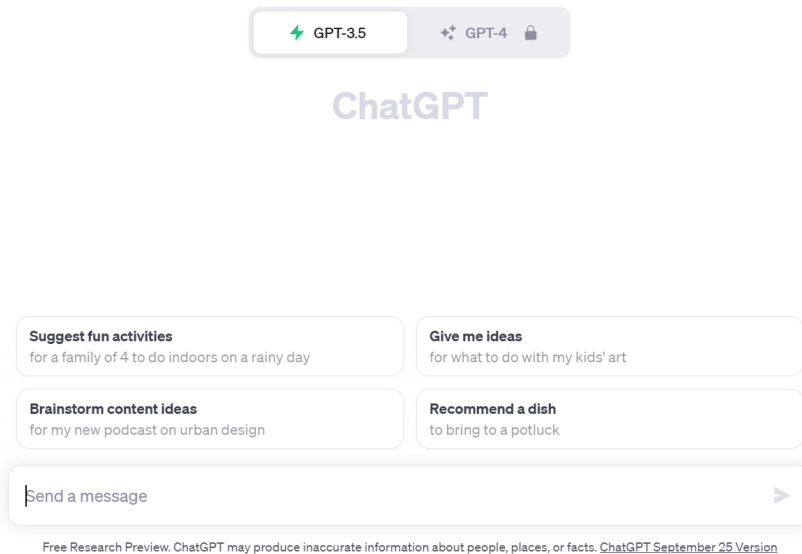 GPT-3.5 GPT-4
ChatGPT
Suggest fun activities
for a family of 4 to do indoors on a rainy day
Give me ideas
for what to do with my kids' art
Brainstorm content ideas
for my new podcast on urban design
Recommend a dish
to bring to a potluck
Send a message
Free Research Preview. ChatGPT may produce inaccurate information about people, places, or facts. ChatGPT September 25 Version